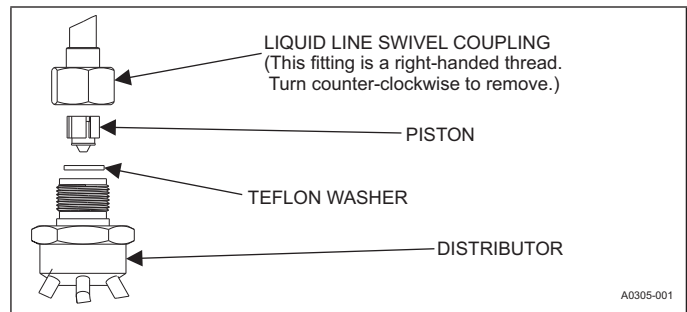 LIQUID LINE SWIVEL COUPLING
(This fitting is a right-handed thread.
Turn counter-clockwise to remove.)
PISTON
TEFLON WASHER
DISTRIBUTOR
A0305-001